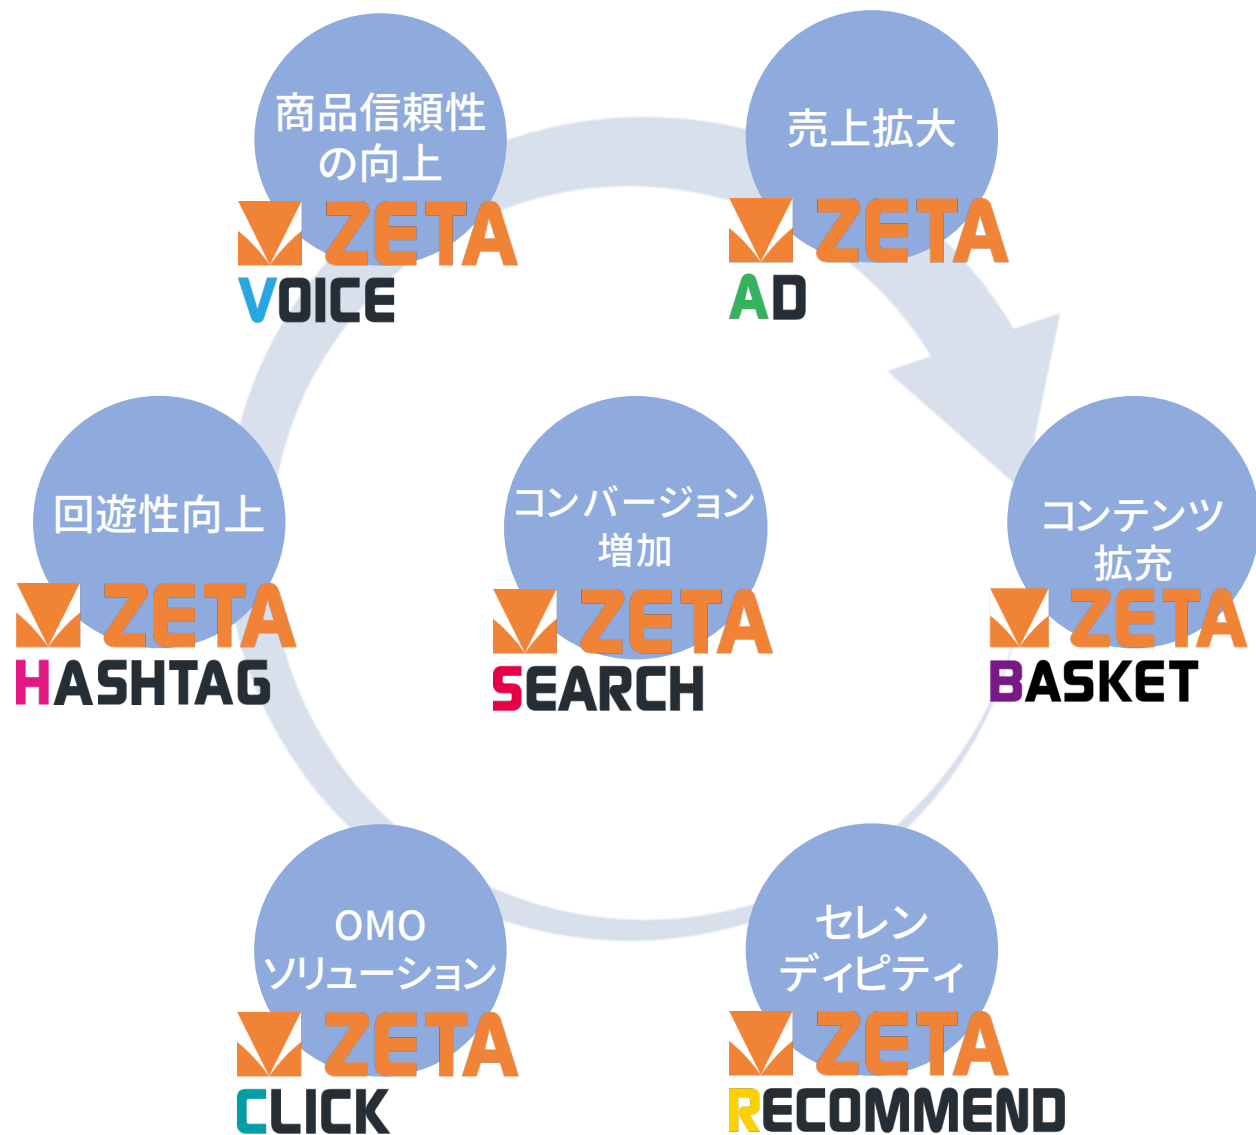 商品信頼性
の向上
ZETA
VOICE
売上拡大
ZETA
AD
回遊性向上
ZETA
HASHTAG
コンバージョン
増加
ZETA
SEARCH
コンテンツ
拡充
ZETA
BASKET
OMO
ソリューション
ZETA
CLICK
セレン
ディピティ
ZETA
RECOMMEND